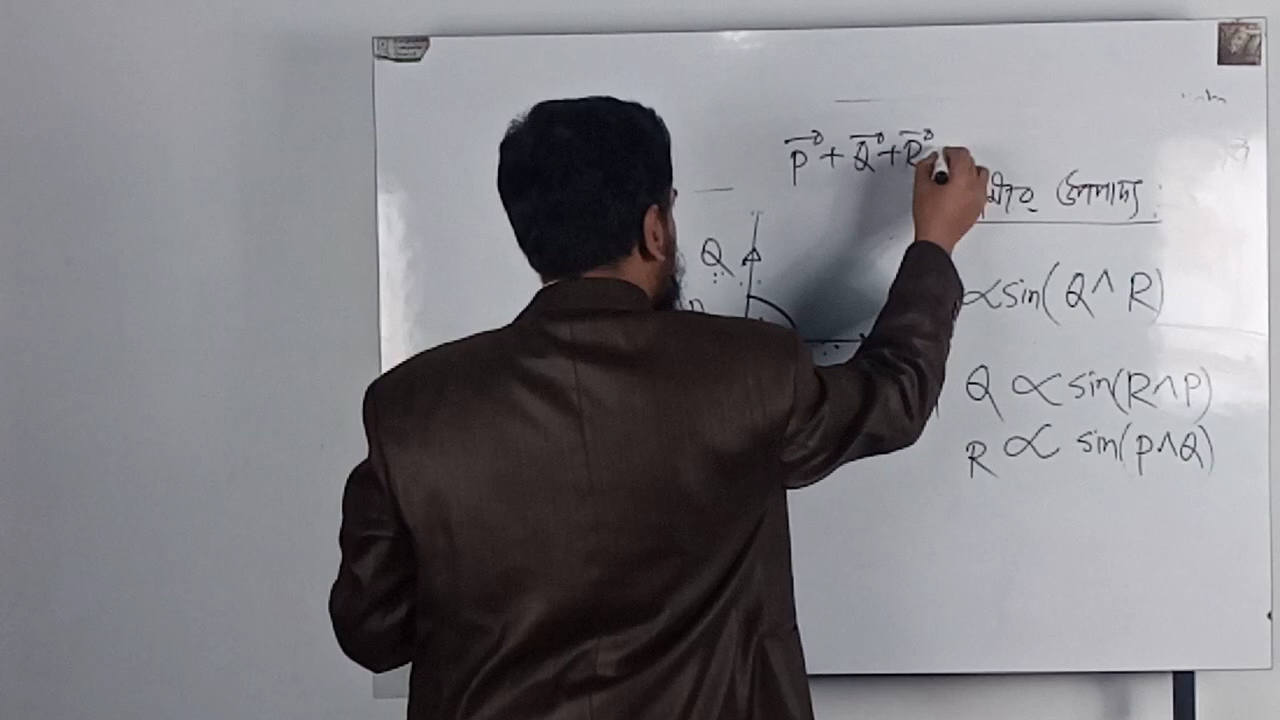 P⃗ + Q⃗ + R⃗
উপপাদ্য :
Q
∝ sin(Q ∧ R)
Q ∝ sin(R ∧ P)
R ∝ sin(P ∧ Q)